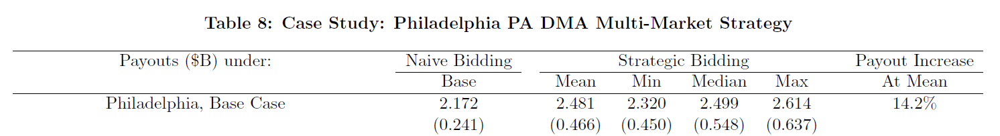 Table 8: Case Study: Philadelphia PA DMA Multi-Market Strategy
Payouts ($B) under: Naive Bidding Strategic Bidding Payout Increase
Base Mean Min Median Max At Mean
Philadelphia, Base Case 2.172 2.481 2.320 2.499 2.614 14.2%
(0.241) (0.466) (0.450) (0.548) (0.637)